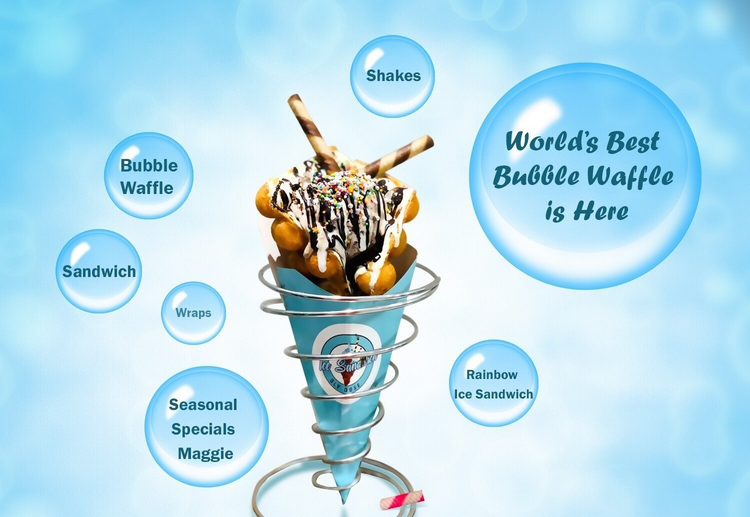 Shakes
World's Best
Bubble Waffle
is Here
Bubble
Waffle
Sandwich
Wraps
Rainbow
Ice Sandwich
Seasonal
Specials
Maggie